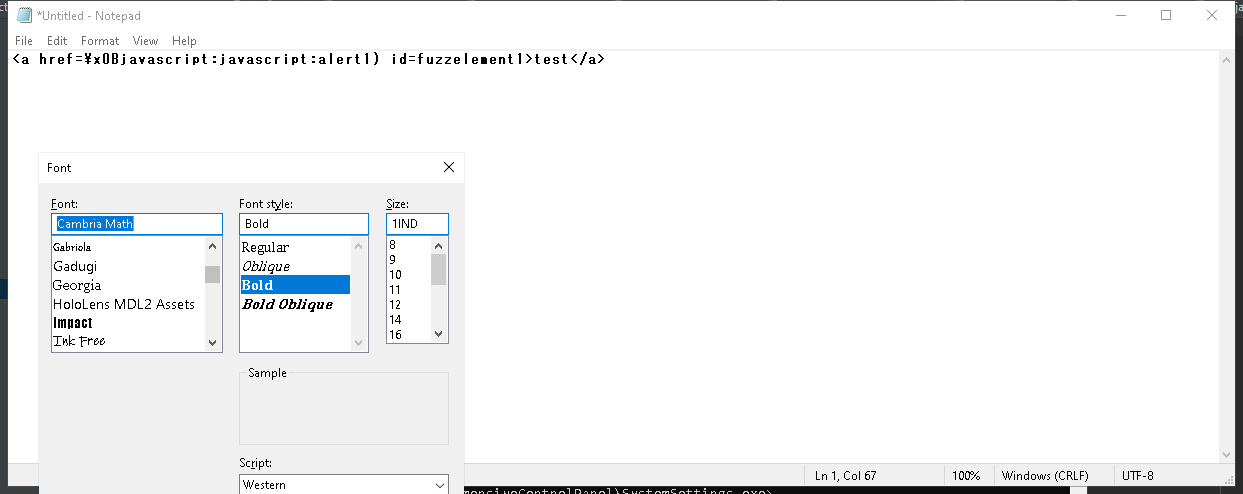 *Untitled - Notepad
File Edit Format View Help
<a href=¥x0Bjavascript:javascript:alert1) id=fuzzelement1>test</a>
Font
Font:
Font style:
Size:
Cambria Math
Bold
1IND
Gabriola
Gadugi
Georgia
HoloLens MDL2 Assets
Impact
Ink Free
Regular
Oblique
Bold
Bold Oblique
8
9
10
11
12
14
16
Sample
Script:
Western
Ln 1, Col 67
100%
Windows (CRLF)
UTF-8